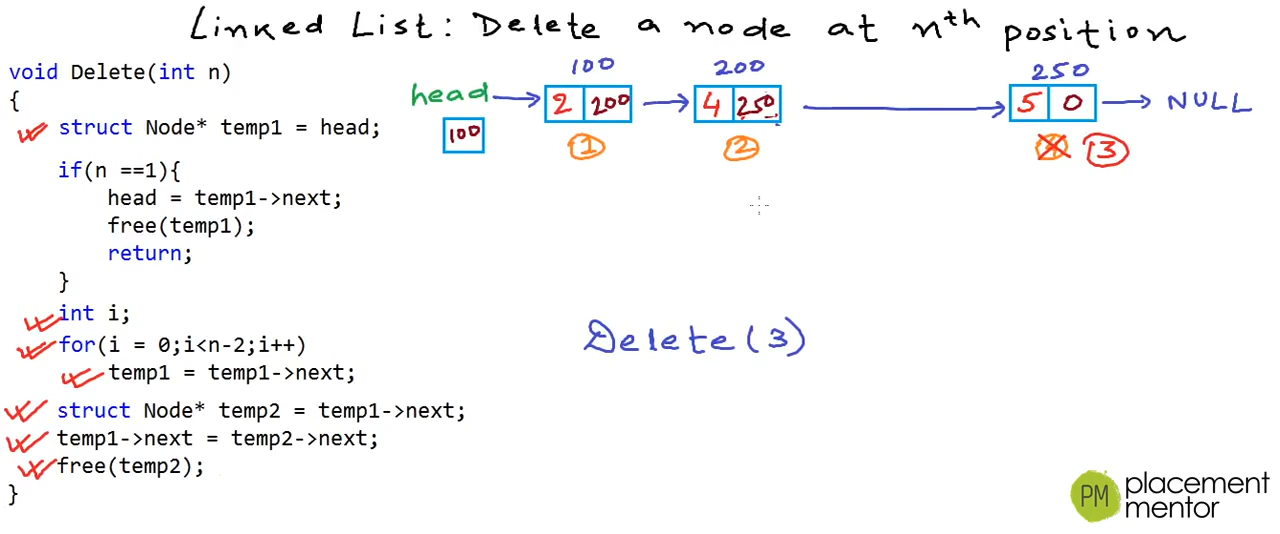 Linked List: Delete a node at nth position
void Delete(int n)
{
struct Node* temp1 = head;
if(n ==1){
head = temp1->next;
free(temp1);
return;
}
int i;
for(i = 0;i<n-2;i++)
temp1 = temp1->next;
struct Node* temp2 = temp1->next;
temp1->next = temp2->next;
free(temp2);
}
100 200 250
head 2 200 4 250 5 0 NULL
100 1 2 4 3
Delete(3)
PM placement
mentor